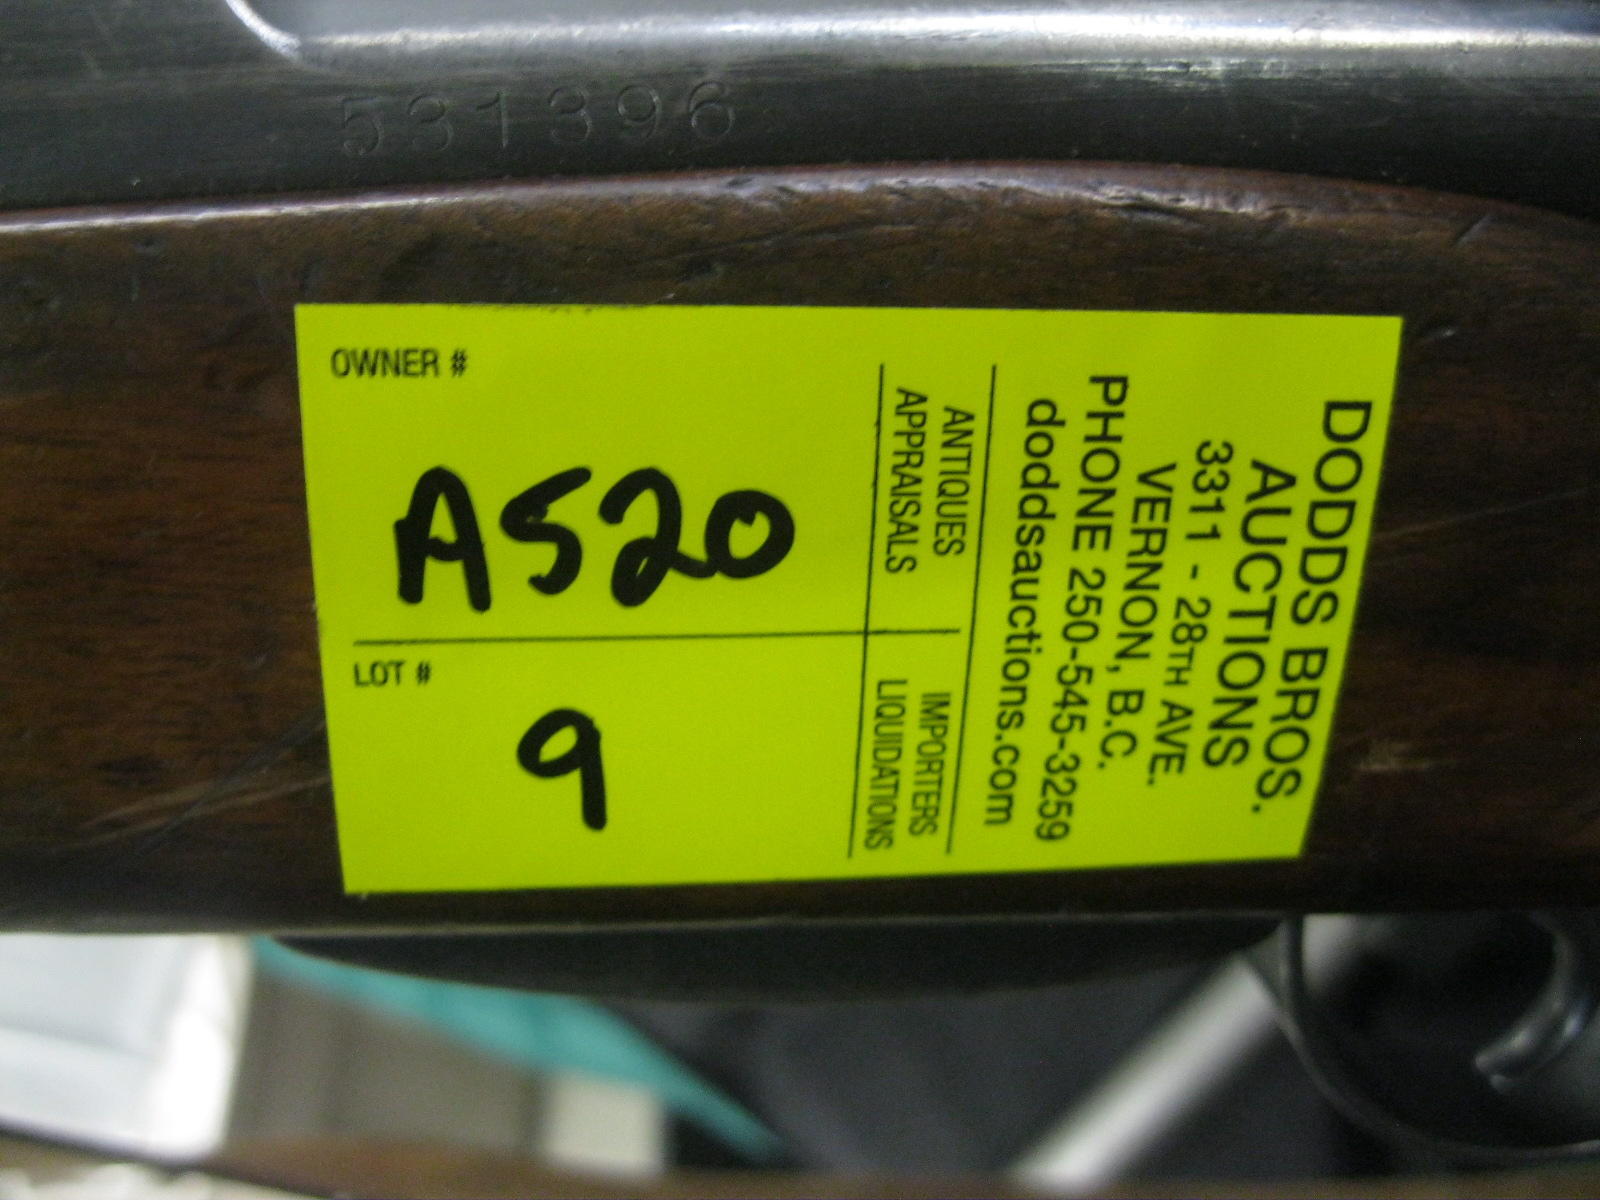 531396
OWNER #
A520
LOT #
9
DODDS BROS.
AUCTIONS
3311 - 28TH AVE.
VERNON, B.C.
PHONE 250-545-3259
doddsauctions.com
ANTIQUES
APPRAISALS
IMPORTERS
LIQUIDATIONS